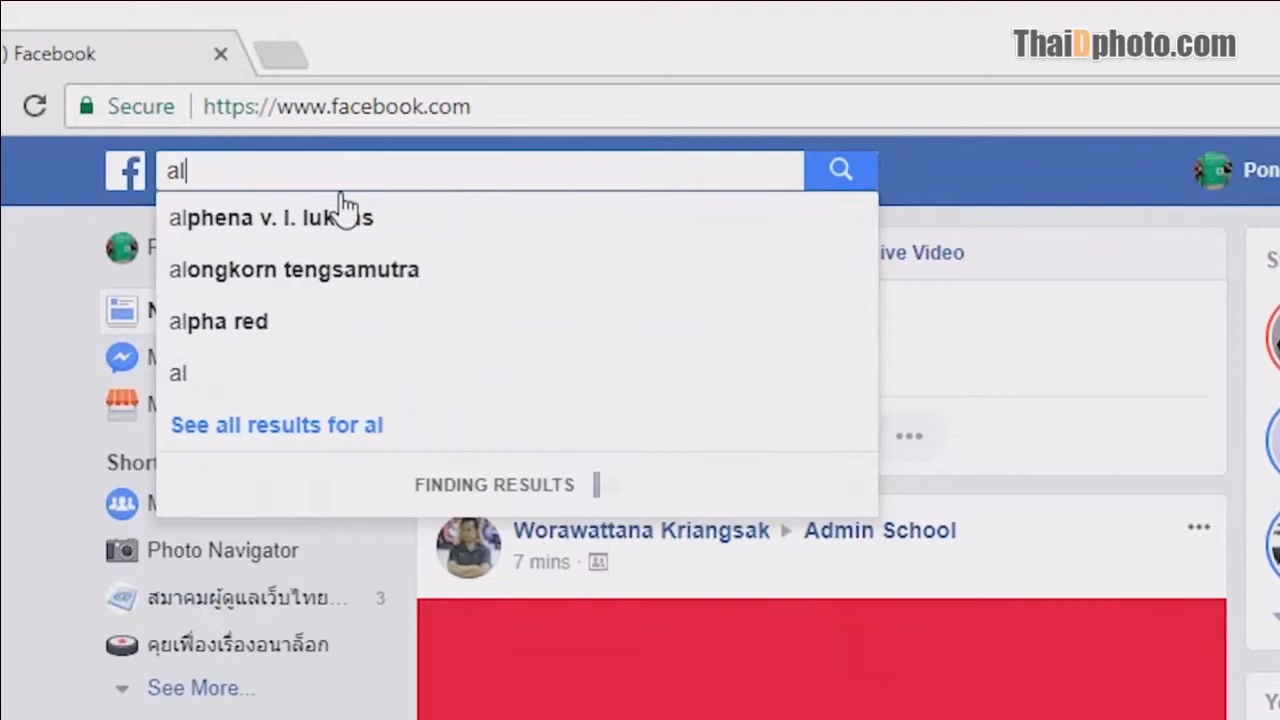 ThaiDphoto.com
) Facebook
Secure
https://www.facebook.com
al
Pon
alphena v. l.
ive Video
alongkorn tengsamutra
alpha red
al
See all results for al
FINDING RESULTS
Short
Worawattana Kriangsak
Admin School
7 mins
Photo Navigator
สมาคมผู้ดูแลเว็บไทย... 3
คุยเฟื่องเรื่องอนาล็อก
See More...